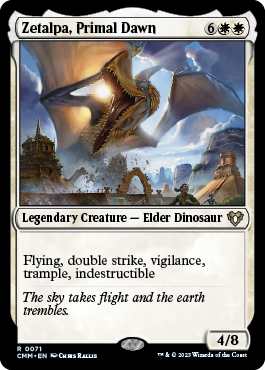 Zetalpa, Primal Dawn 6
Legendary Creature — Elder Dinosaur
Flying, double strike, vigilance,
trample, indestructible
The sky takes flight and the earth
trembles.
4/8
R 0071
CMM • EN Chris Rallis
™ & © 2023 Wizards of the Coast